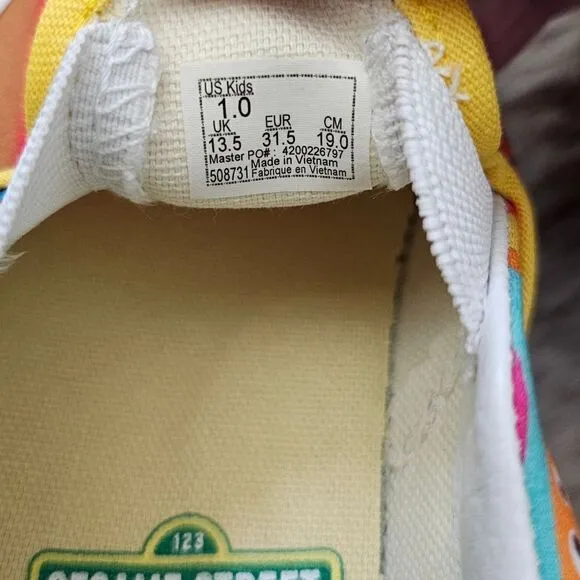 US Kids
1.0
UK EUR CM
13.5 31.5 19.0
Master PO#: 4200226797
Made in Vietnam
508731 Fabrique en Vietnam
123
SESAME STREET